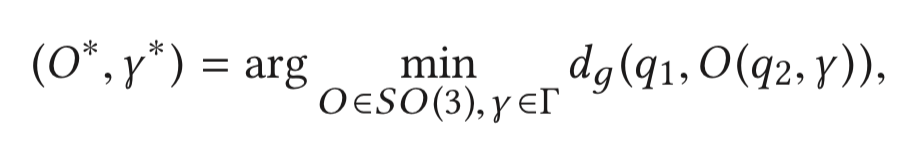 (O*, γ*) = arg min_{O∈SO(3), γ∈Γ} d_g(q_1, O(q_2, γ)),